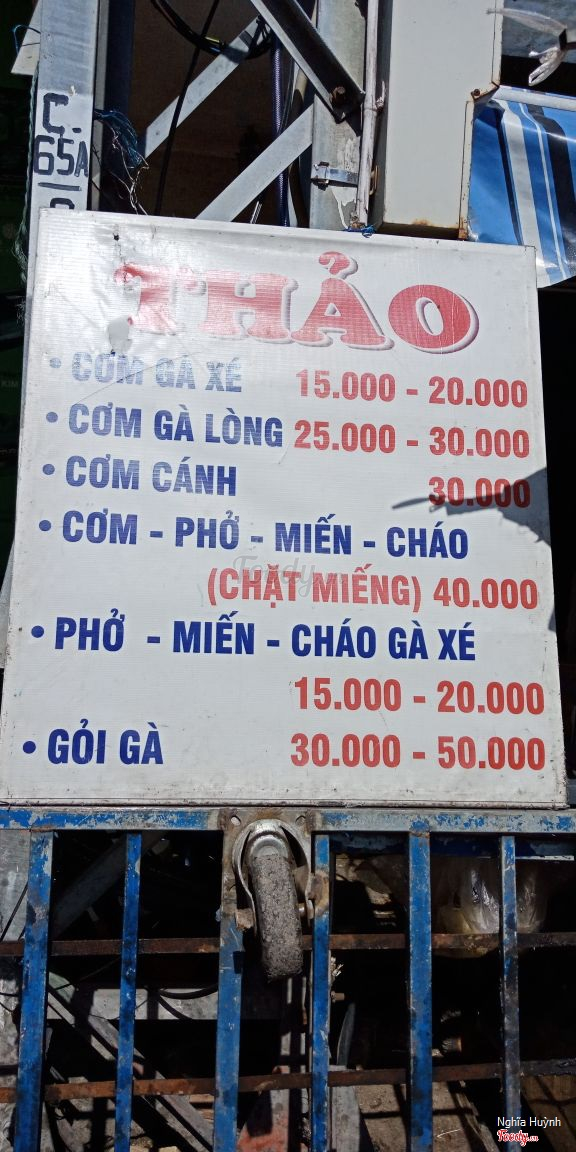 C.
65A
THẢO
• CƠM GÀ XÉ 15.000 - 20.000
• CƠM GÀ LÒNG 25.000 - 30.000
• CƠM CÁNH 30.000
• CƠM - PHỞ - MIẾN - CHÁO
(CHẶT MIẾNG) 40.000
• PHỞ - MIẾN - CHÁO GÀ XÉ
15.000 - 20.000
• GỎI GÀ 30.000 - 50.000
Foody.vn
Nghĩa Huỳnh
Foody.vn